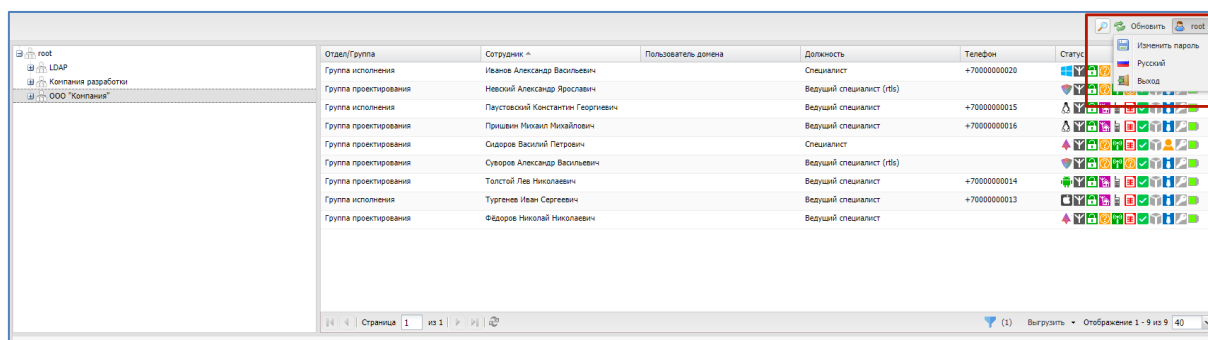 Обновить root
Изменить пароль
Русский
Выход
root
LDAP
Компания разработки
ООО "Компания"
Отдел/Группа Сотрудник Пользователь домена Должность Телефон Статус
Группа исполнения Иванов Александр Васильевич Специалист +70000000020
Группа проектирования Невский Александр Ярославич Ведущий специалист (rtls)
Группа исполнения Паустовский Константин Георгиевич Ведущий специалист +70000000015
Группа проектирования Пришвин Михаил Михайлович Ведущий специалист +70000000016
Группа проектирования Сидоров Василий Петрович Специалист
Группа проектирования Суворов Александр Васильевич Ведущий специалист (rtls)
Группа проектирования Толстой Лев Николаевич Ведущий специалист +70000000014
Группа исполнения Тургенев Иван Сергеевич Ведущий специалист +70000000013
Группа проектирования Фёдоров Николай Николаевич Ведущий специалист
Страница 1 из 1 (1) Выгрузить Отображение 1 - 9 из 9 40